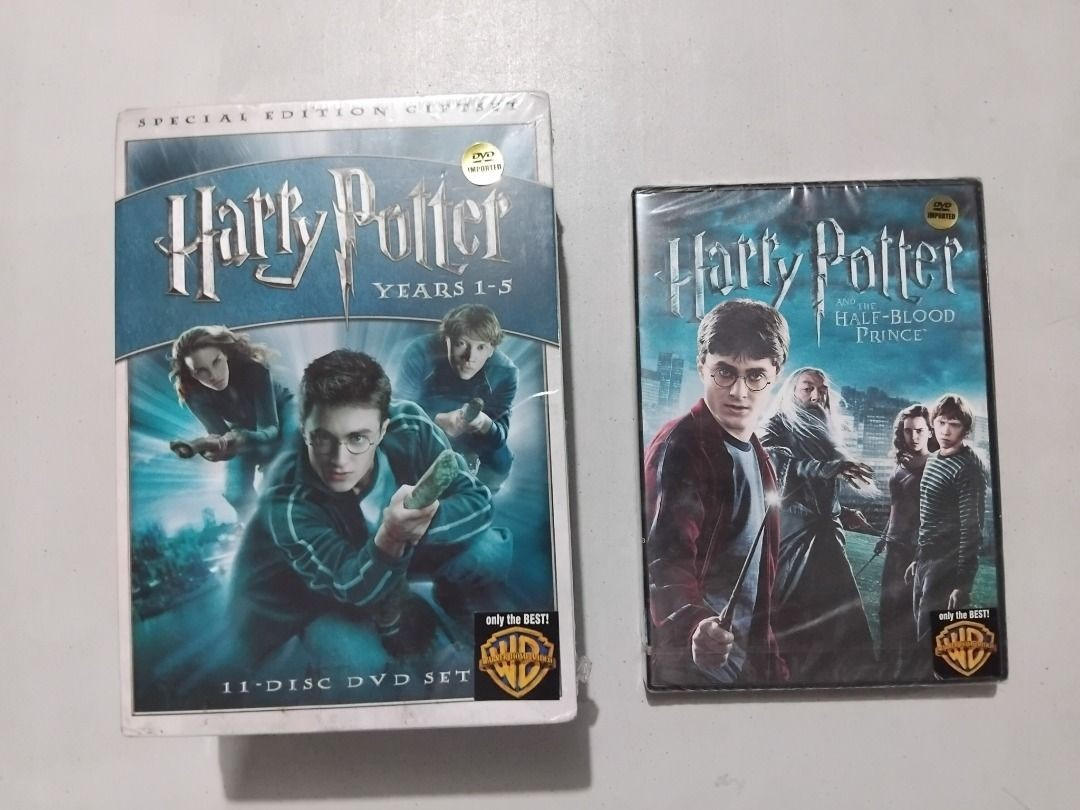 SPECIAL EDITION GIFTSET
DVD
IMPORTED
Harry Potter
YEARS 1-5
only the BEST!
WB
11-DISC DVD SET
DVD
IMPORTED
Harry Potter
AND THE
HALF-BLOOD
PRINCE
only the BEST!
WB